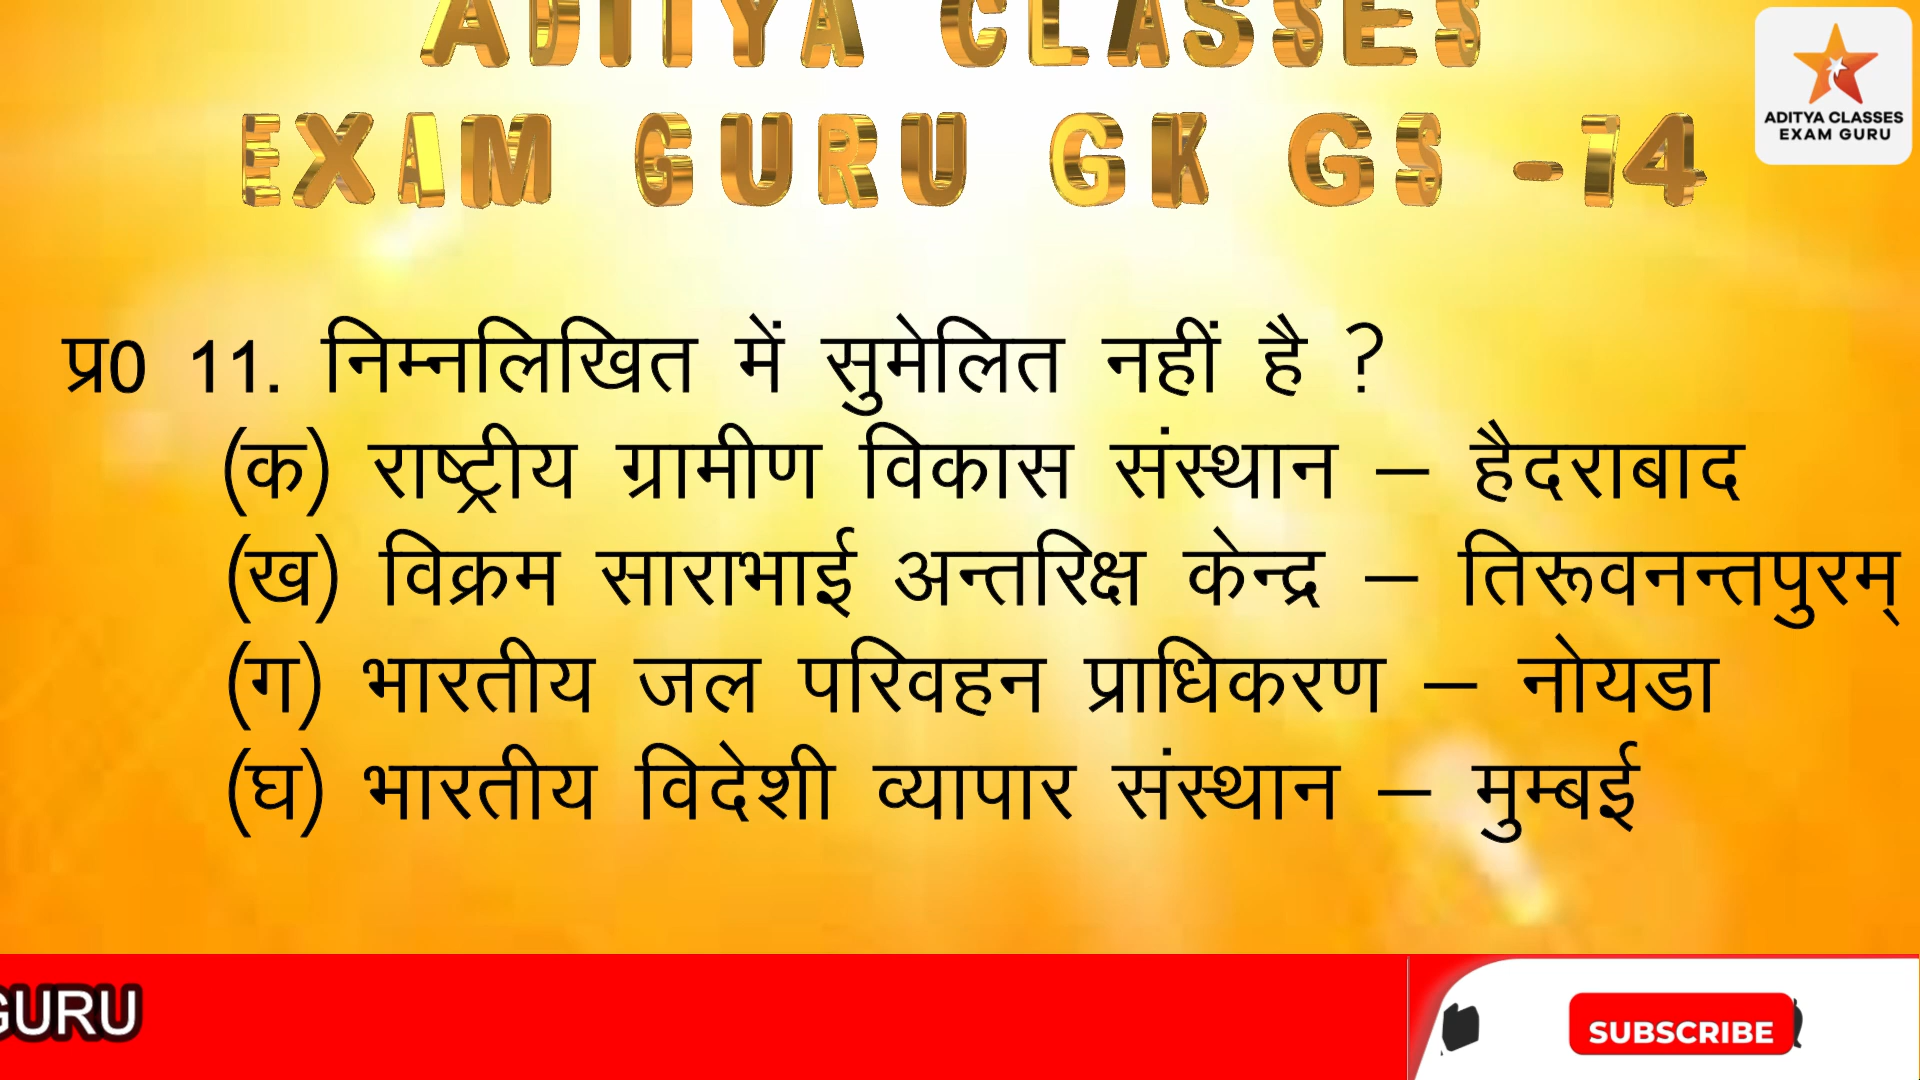 ADITYA CLASSES
EXAM GURU GK GS -14
ADITYA CLASSES
EXAM GURU
प्र0 11. निम्नलिखित में सुमेलित नहीं है ?
(क) राष्ट्रीय ग्रामीण विकास संस्थान – हैदराबाद
(ख) विक्रम साराभाई अन्तरिक्ष केन्द्र – तिरूवनन्तपुरम्
(ग) भारतीय जल परिवहन प्राधिकरण – नोयडा
(घ) भारतीय विदेशी व्यापार संस्थान – मुम्बई
GURU
SUBSCRIBE